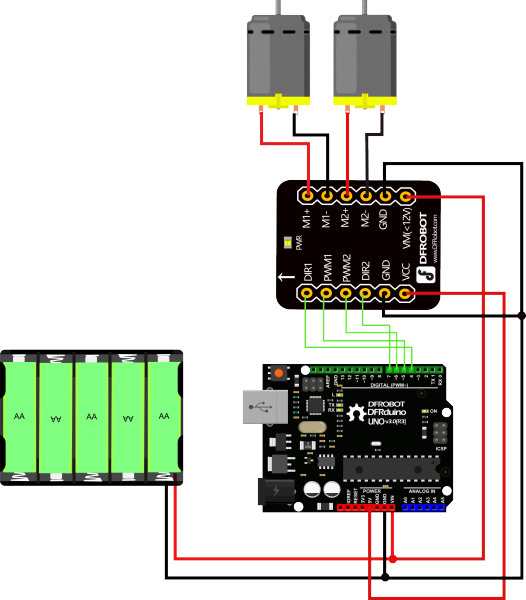 M1+ M1- M2+ M2- GND VM(<12V)
PWR
DFROBOT
www.DFRobot.com
DIR1 PWM1 PWM2 DIR2 GND VCC
AA AA AA AA AA
AREF
GND
13
12
~11
~10
~9
8
7
~6
~5
4
~3
2
TX 1
RX 0
DIGITAL (PWM~)
L
TX
RX
DFROBOT
DFRduino
UNO v3.0[R3]
ON
ICSP
POWER
ANALOG IN
IOREF
RESET
3V3
5V
GND
GND
VIN
A0
A1
A2
A3
A4
A5